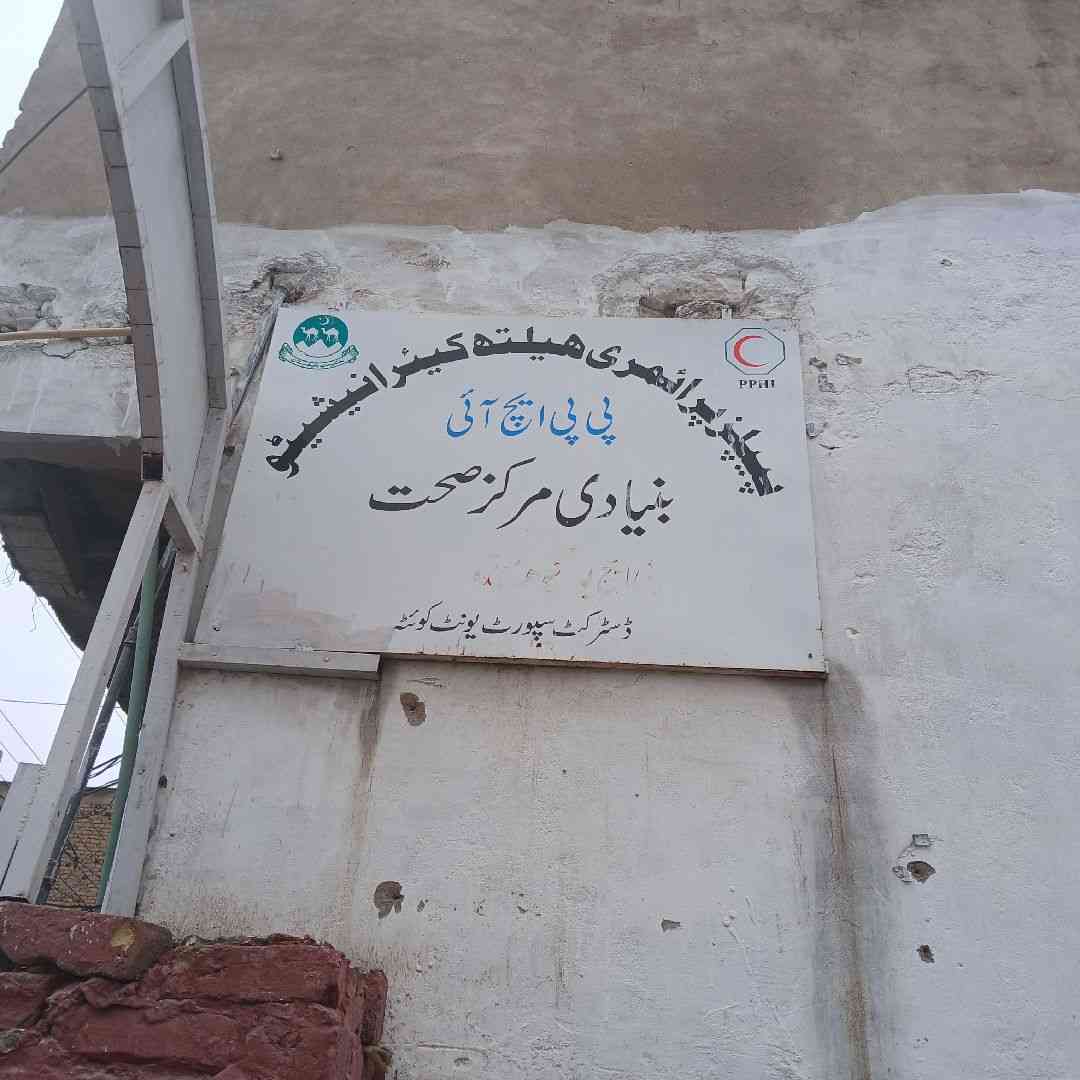 پیپلز پرائمری ہیلتھ کیئر انیشیٹو
PPHI
پی پی ایچ آئی
بنیادی مرکز صحت
ڈسٹرکٹ سپورٹ یونٹ کوئٹہ